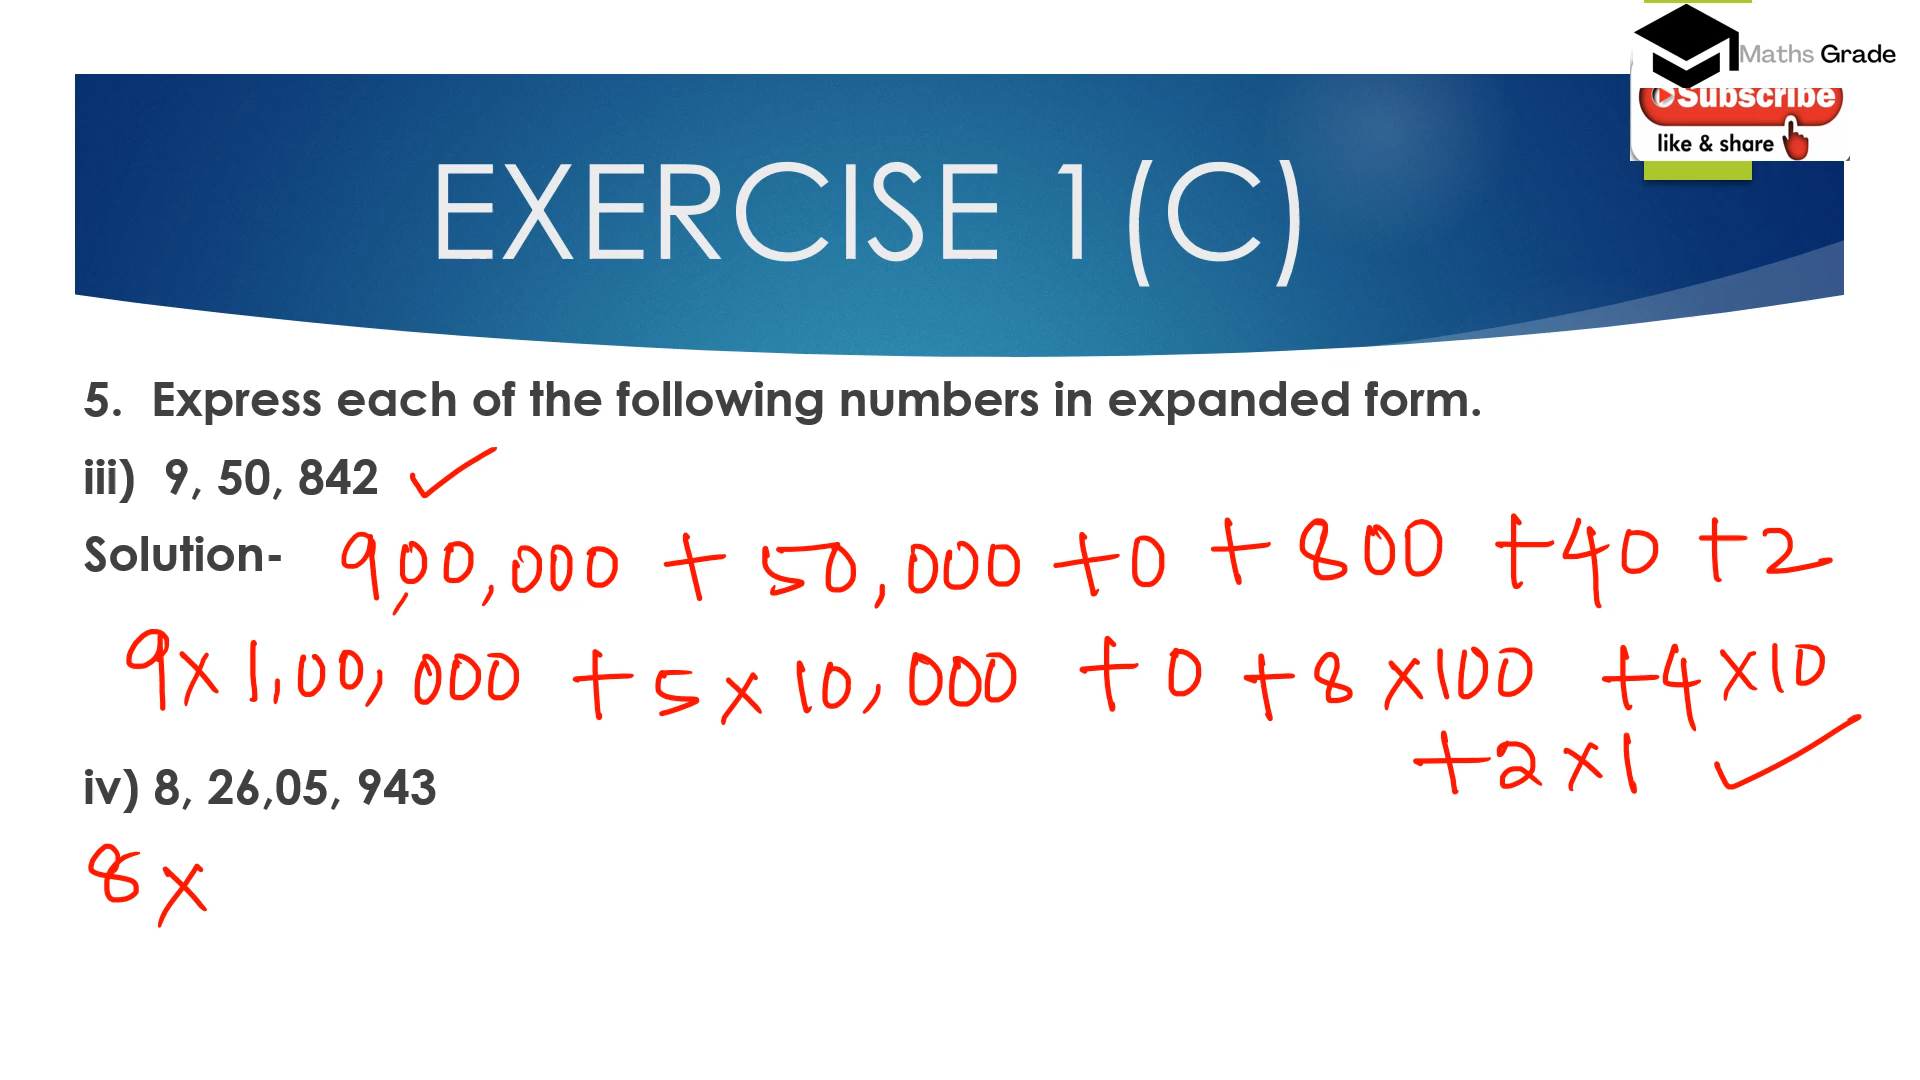 Maths Grade
Subscribe
like & share
EXERCISE 1(C)
5. Express each of the following numbers in expanded form.
iii) 9, 50, 842
Solution- 9,00,000 + 50,000 + 0 + 800 + 40 + 2
9 x 1,00,000 + 5 x 10,000 + 0 + 8 x 100 + 4 x 10
+ 2 x 1
iv) 8, 26,05, 943
8 x